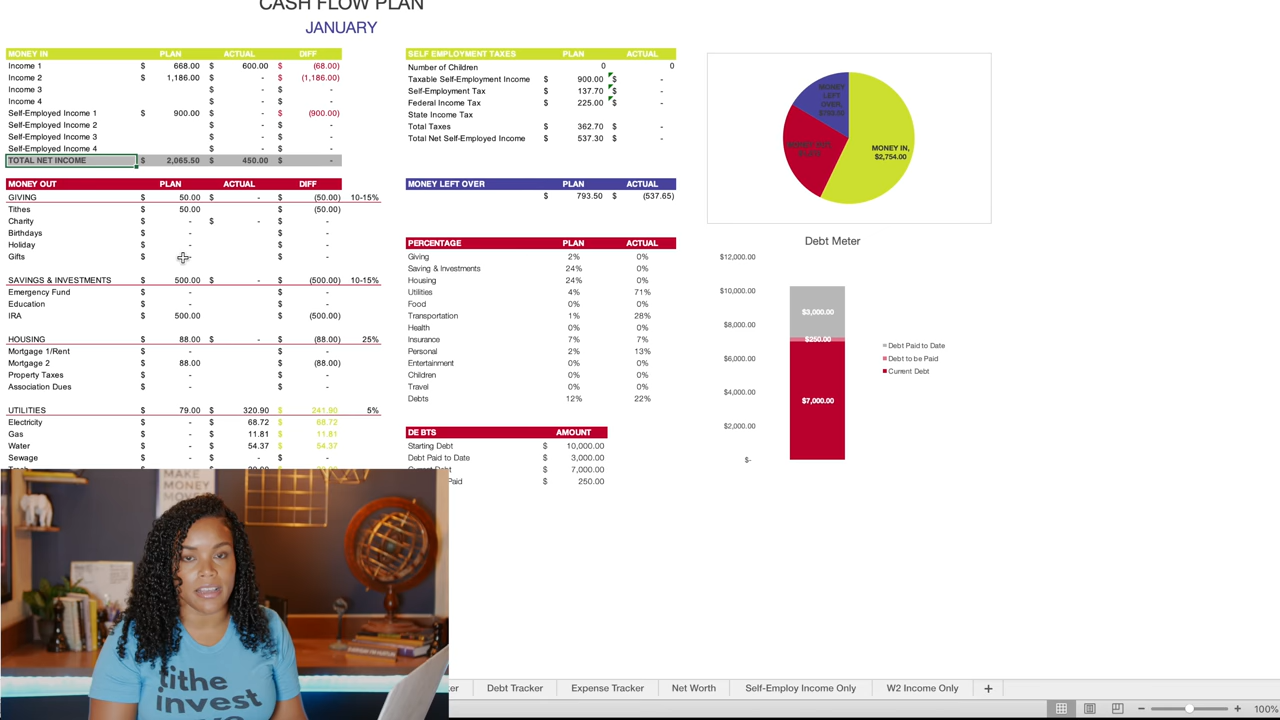 CASH FLOW PLAN
JANUARY
MONEY IN PLAN ACTUAL DIFF
Income 1 $ 668.00 $ 600.00 $ (68.00)
Income 2 $ 1,186.00 $ - $ (1,186.00)
Income 3 $ - $ -
Income 4 $ - $ -
Self-Employed Income 1 $ 900.00 $ - $ (900.00)
Self-Employed Income 2 $ - $ -
Self-Employed Income 3 $ - $ -
Self-Employed Income 4 $ - $ -
TOTAL NET INCOME $ 2,065.50 $ 450.00 $ -
MONEY OUT PLAN ACTUAL DIFF
GIVING $ 50.00 $ - $ (50.00) 10-15%
Tithes 50.00 $ (50.00)
Charity $ - $ - $ -
Birthdays $ - $ -
Holiday $ - $ -
Gifts $ - $ -
SAVINGS & INVESTMENTS $ 500.00 $ - $ (500.00) 10-15%
Emergency Fund $ - $ -
Education $ - $ -
IRA $ 500.00 $ (500.00)
HOUSING $ 88.00 $ - $ (88.00) 25%
Mortgage 1/Rent $ - $ -
Mortgage 2 88.00 $ (88.00)
Property Taxes $ - $ -
Association Dues $ - $ -
UTILITIES $ 79.00 $ 320.90 $ 241.90 5%
Electricity $ - 68.72 $ 68.72
Gas $ - 11.81 $ 11.81
Water $ - 54.37 $ 54.37
Sewage $ - $ - $ -
SELF EMPLOYMENT TAXES PLAN ACTUAL
Number of Children 0 0
Taxable Self-Employment Income $ 900.00 $ -
Self-Employment Tax $ 137.70 $ -
Federal Income Tax $ 225.00 $ -
State Income Tax
Total Taxes $ 362.70 $ -
Total Net Self-Employed Income $ 537.30 $ -
MONEY LEFT OVER PLAN ACTUAL
$ 793.50 $ (537.65)
PERCENTAGE PLAN ACTUAL
Giving 2% 0%
Saving & Investments 24% 0%
Housing 24% 0%
Utilities 4% 71%
Food 0% 0%
Transportation 1% 28%
Health 0% 0%
Insurance 7% 7%
Personal 2% 13%
Entertainment 0% 0%
Children 0% 0%
Travel 0% 0%
Debts 12% 22%
DE BTS AMOUNT
Starting Debt $ 10,000.00
Debt Paid to Date $ 3,000.00
$ 7,000.00
$ 250.00
MONEY LEFT OVER,
MONEY IN,
$2,754.00
Debt Meter
$12,000.00
$10,000.00
$8,000.00
$6,000.00
$4,000.00
$2,000.00
$-
$3,000.00
$250.00
$7,000.00
Debt Paid to Date
Debt to be Paid
Current Debt
MAKE
MONEY
MOVE
tithe
invest
Debt Tracker Expense Tracker Net Worth Self-Employ Income Only W2 Income Only +
- + 100%